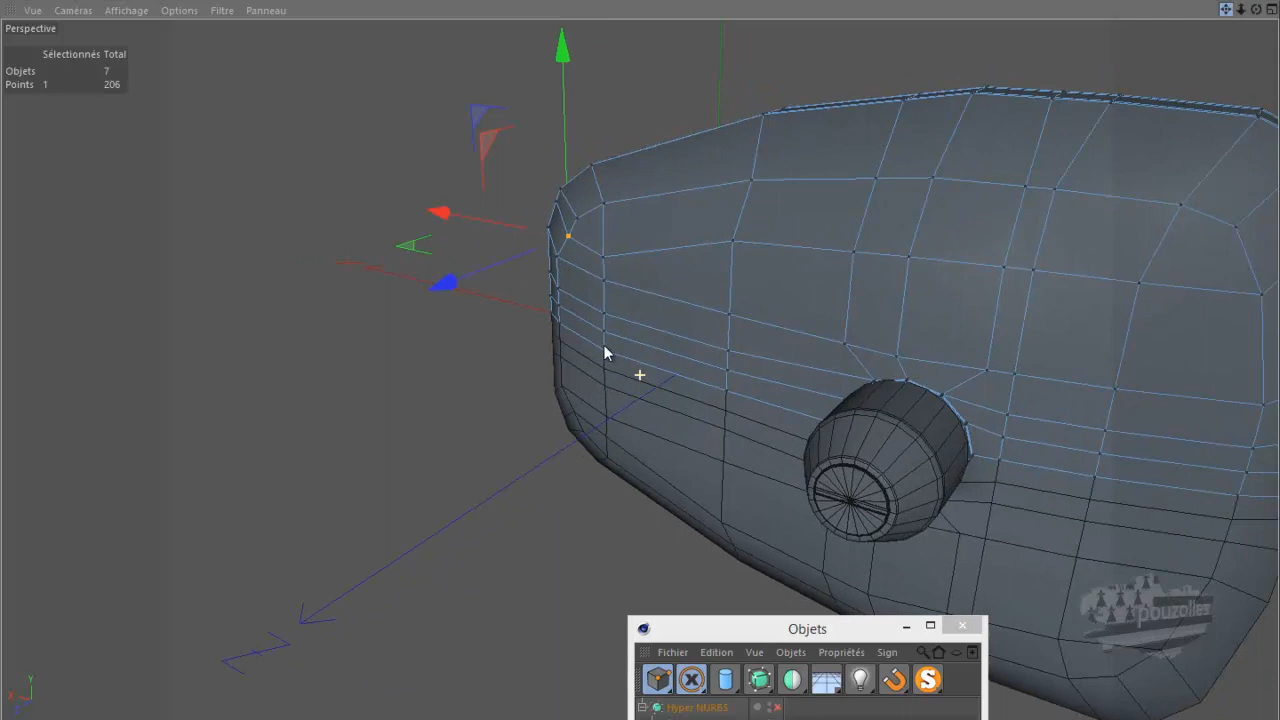 Vue Caméras Affichage Options Filtre Panneau
Perspective
Sélectionnés Total
Objets 7
Points 1 206
pouzolles
Objets
Fichier Edition Vue Objets Propriétés Sign
Hyper NURBS
Y
X